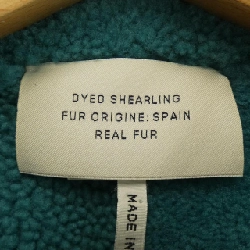 DYED SHEARLING
FUR ORIGINE: SPAIN
REAL FUR
MADE IN